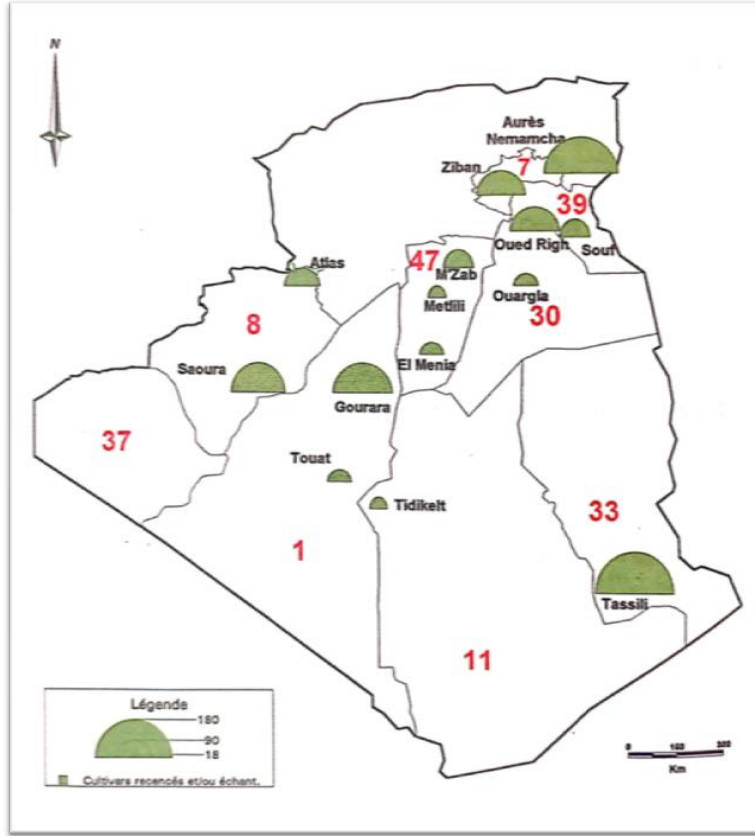 N
Aurès
Nemamcha
Ziban
7
39
Oued Righ
Souf
Atlas
47
M'Zab
Metlili
Ouargla
30
8
El Menia
Saoura
Gourara
37
Touat
Tidikelt
33
1
Tassili
11
Légende
180
90
18
Cultivars recencés et/ou échant.
0
Km